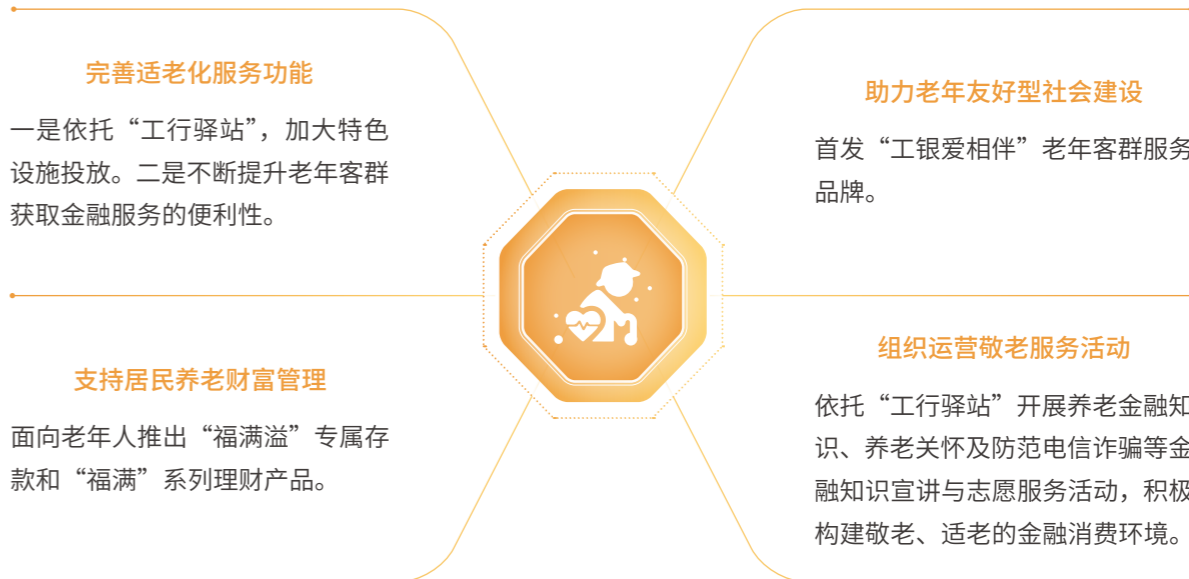 完善适老化服务功能
一是依托“工行驿站”，加大特色
设施投放。二是不断提升老年客群
获取金融服务的便利性。
助力老年友好型社会建设
首发“工银爱相伴”老年客群服务
品牌。
支持居民养老财富管理
面向老年人推出“福满溢”专属存
款和“福满”系列理财产品。
组织运营敬老服务活动
依托“工行驿站”开展养老金融知
识、养老关怀及防范电信诈骗等金
融知识宣讲与志愿服务活动，积极
构建敬老、适老的金融消费环境。